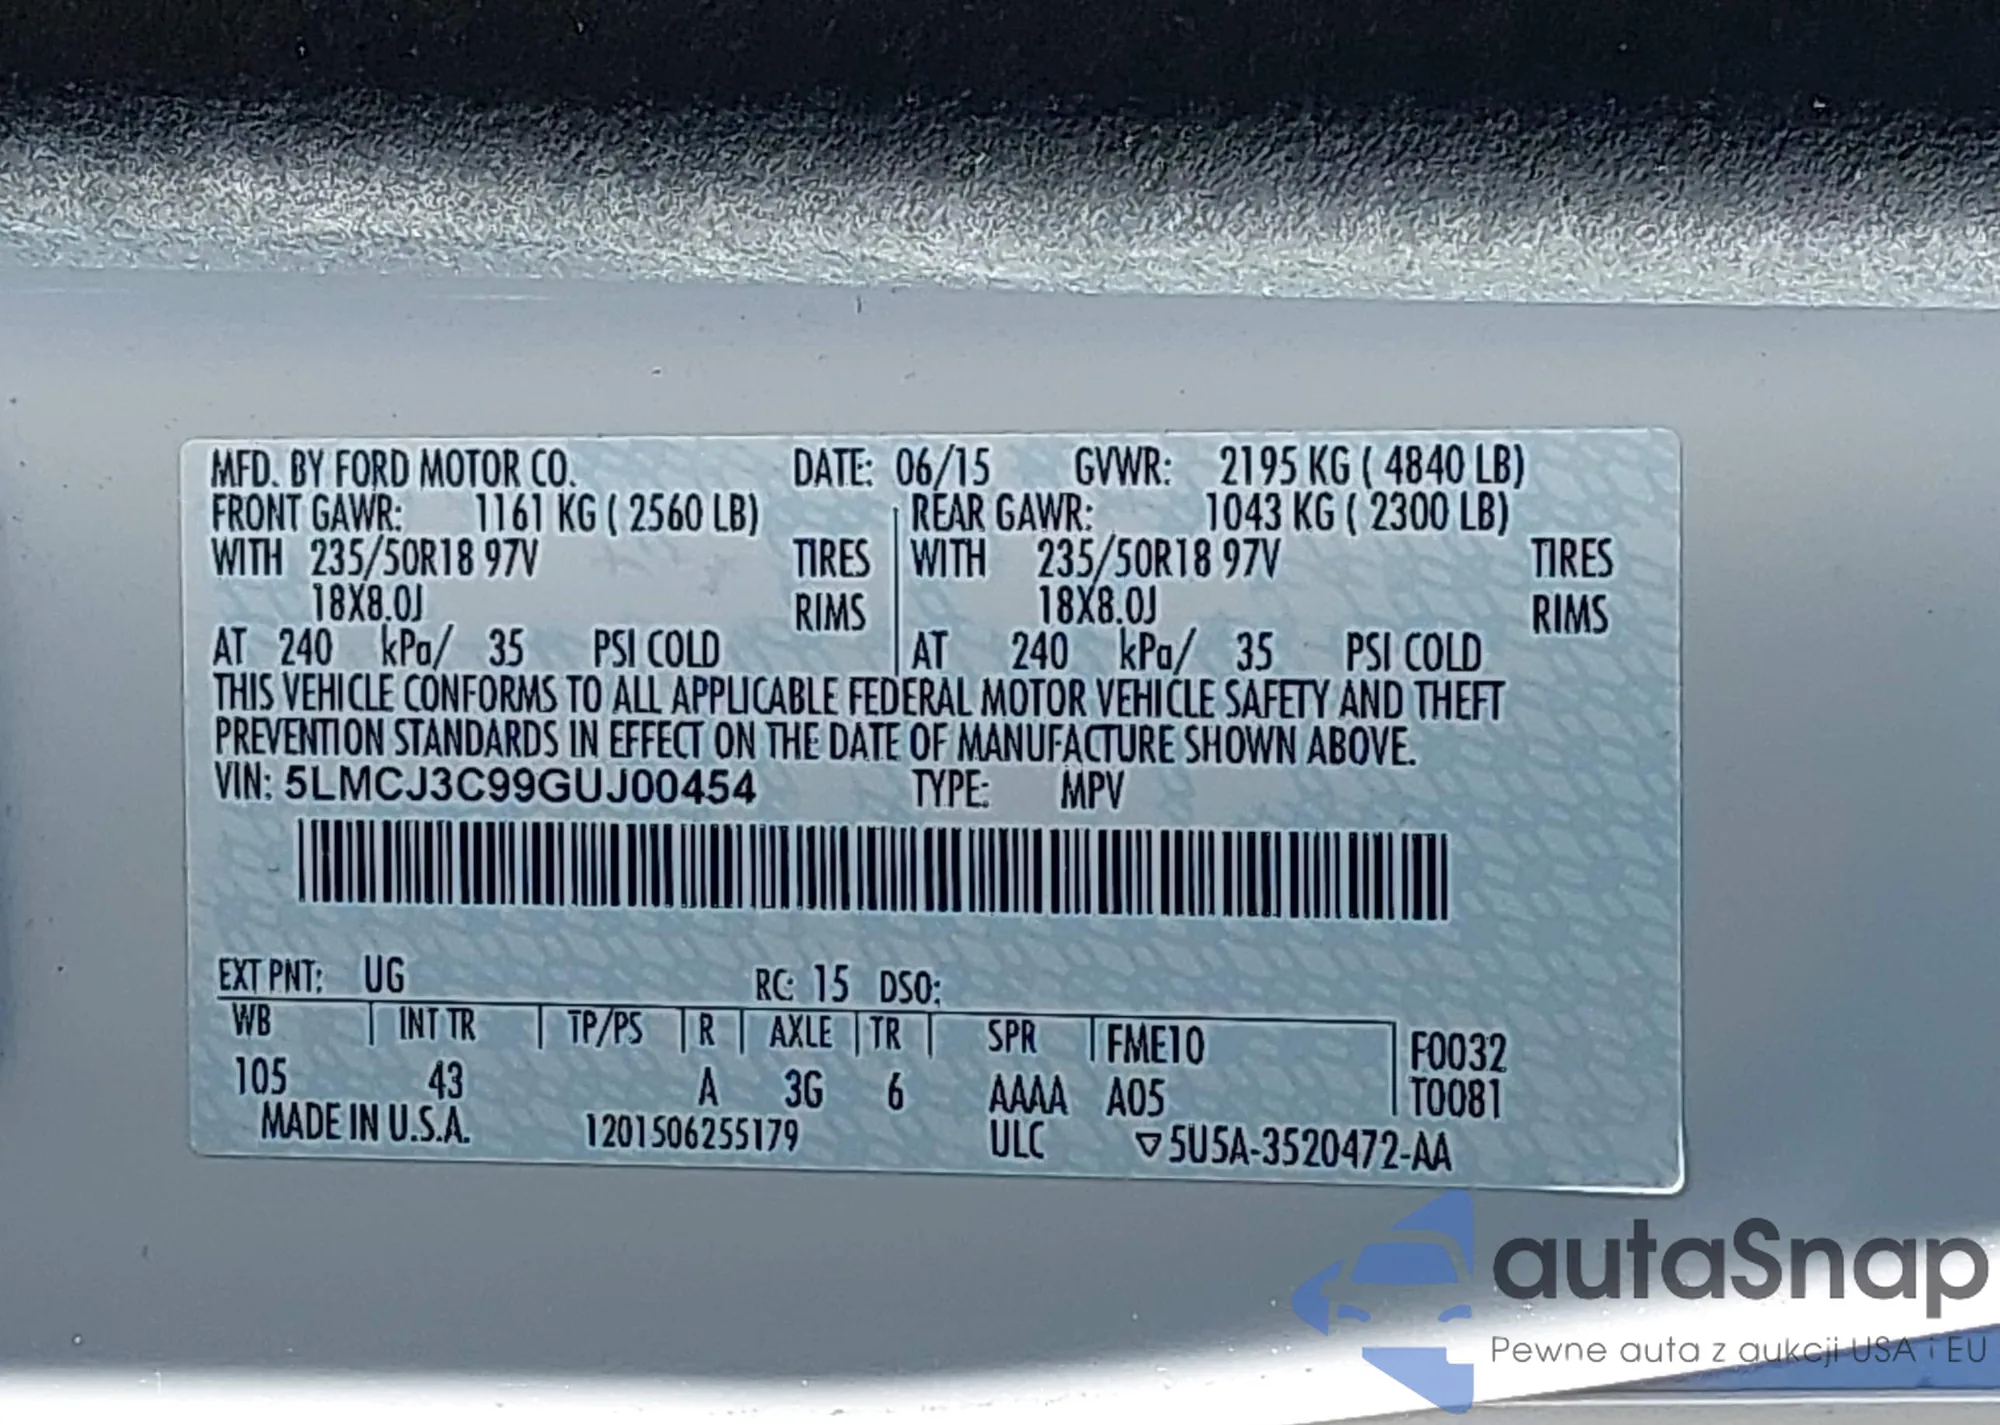 MFD. BY FORD MOTOR CO. DATE: 06/15 GVWR: 2195 KG ( 4840 LB)
FRONT GAWR: 1161 KG ( 2560 LB) REAR GAWR: 1043 KG ( 2300 LB)
WITH 235/50R18 97V TIRES WITH 235/50R18 97V TIRES
18X8.0J RIMS 18X8.0J RIMS
AT 240 kPa/ 35 PSI COLD AT 240 kPa/ 35 PSI COLD
THIS VEHICLE CONFORMS TO ALL APPLICABLE FEDERAL MOTOR VEHICLE SAFETY AND THEFT
PREVENTION STANDARDS IN EFFECT ON THE DATE OF MANUFACTURE SHOWN ABOVE.
VIN: 5LMCJ3C99GUJ00454 TYPE: MPV
EXT PNT: UG RC: 15 DSO:
WB INT TR TP/PS R AXLE TR SPR FME10 F0032
105 43 A 3G 6 AAAA A05 T0081
MADE IN U.S.A. 1201506255179 ULC ▽5U5A-3520472-AA
autaSnap
Pewne auta z aukcji USA i EU